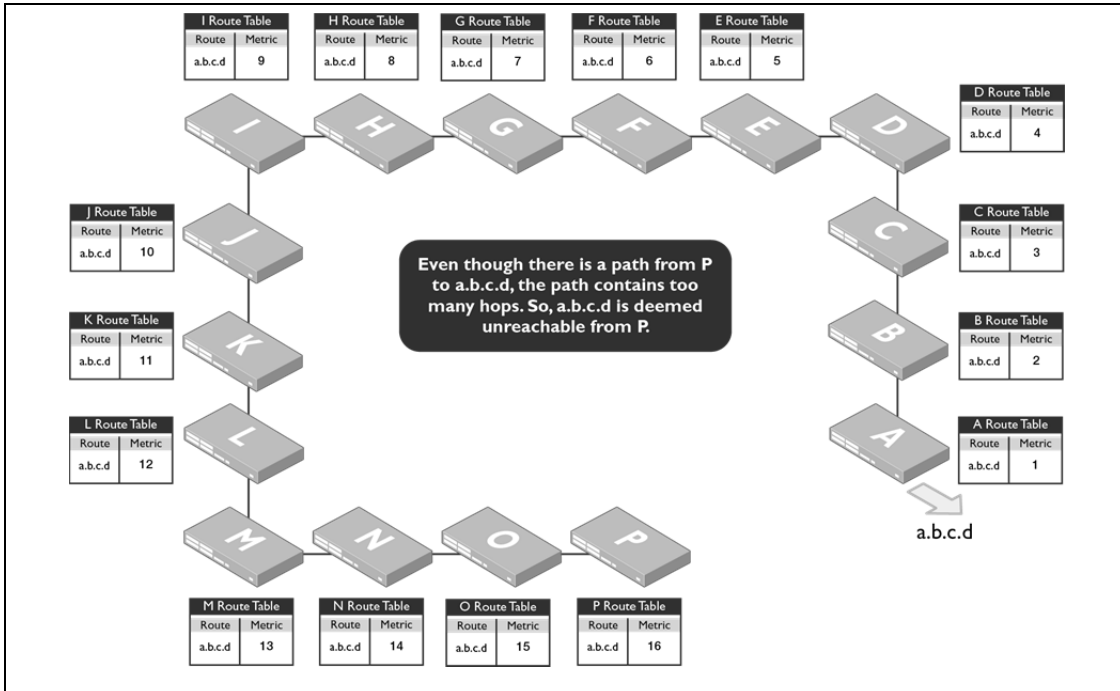 I Route Table
Route Metric
a.b.c.d 9
H Route Table
Route Metric
a.b.c.d 8
G Route Table
Route Metric
a.b.c.d 7
F Route Table
Route Metric
a.b.c.d 6
E Route Table
Route Metric
a.b.c.d 5
D Route Table
Route Metric
a.b.c.d 4
I
H
G
F
E
D
J Route Table
Route Metric
a.b.c.d 10
J
C
C Route Table
Route Metric
a.b.c.d 3
Even though there is a path from P
to a.b.c.d, the path contains too
many hops. So, a.b.c.d is deemed
unreachable from P.
K Route Table
Route Metric
a.b.c.d 11
K
B
B Route Table
Route Metric
a.b.c.d 2
L Route Table
Route Metric
a.b.c.d 12
L
A
A Route Table
Route Metric
a.b.c.d 1
a.b.c.d
M
N
O
P
M Route Table
Route Metric
a.b.c.d 13
N Route Table
Route Metric
a.b.c.d 14
O Route Table
Route Metric
a.b.c.d 15
P Route Table
Route Metric
a.b.c.d 16